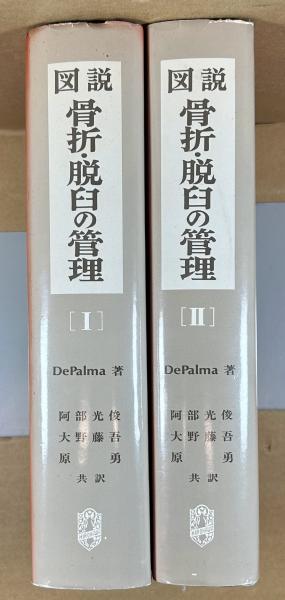 図説
骨折・脱臼の管理
[I]
DePalma 著
阿部光俊
大野藤吾
原勇
共訳
図説
骨折・脱臼の管理
[II]
DePalma 著
阿部光俊
大野藤吾
原勇
共訳